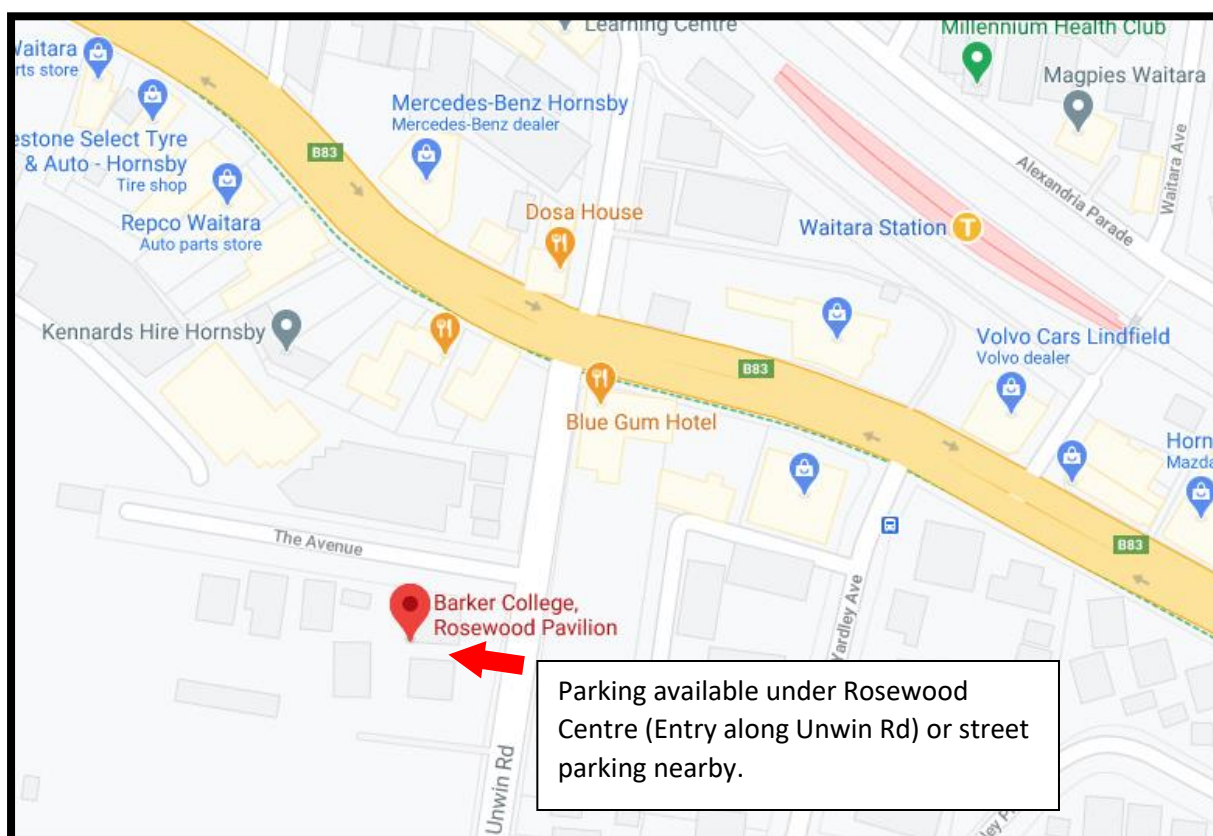 Learning Centre
Millennium Health Club
Waitara
rts store
Magpies Waitara
Mercedes-Benz Hornsby
Mercedes-Benz dealer
estone Select Tyre
& Auto - Hornsby
Tire shop
B83
Waitara Ave
Alexandria Parade
Repco Waitara
Auto parts store
Dosa House
Waitara Station
T
Kennards Hire Hornsby
Volvo Cars Lindfield
Volvo dealer
B83
Blue Gum Hotel
Horn
Mazda
The Avenue
B83
Barker College,
Rosewood Pavilion
Yardley Ave
Parking available under Rosewood
Centre (Entry along Unwin Rd) or street
parking nearby.
Unwin Rd